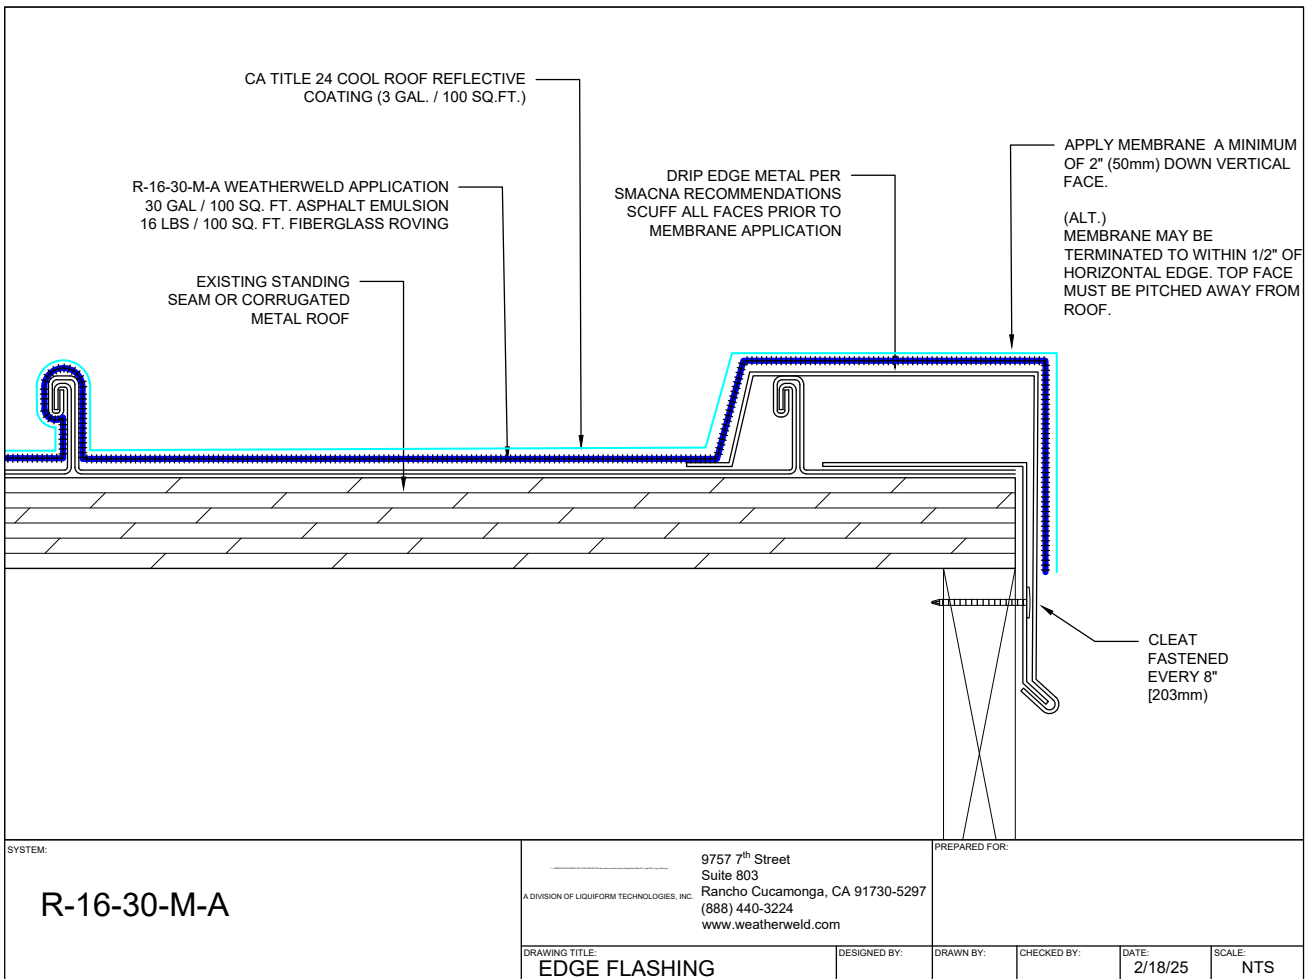 CA TITLE 24 COOL ROOF REFLECTIVE
COATING (3 GAL. / 100 SQ.FT.)
R-16-30-M-A WEATHERWELD APPLICATION
30 GAL / 100 SQ. FT. ASPHALT EMULSION
16 LBS / 100 SQ. FT. FIBERGLASS ROVING
EXISTING STANDING
SEAM OR CORRUGATED
METAL ROOF
DRIP EDGE METAL PER
SMACNA RECOMMENDATIONS
SCUFF ALL FACES PRIOR TO
MEMBRANE APPLICATION
APPLY MEMBRANE A MINIMUM
OF 2" (50mm) DOWN VERTICAL
FACE.
(ALT.)
MEMBRANE MAY BE
TERMINATED TO WITHIN 1/2" OF
HORIZONTAL EDGE. TOP FACE
MUST BE PITCHED AWAY FROM
ROOF.
CLEAT
FASTENED
EVERY 8"
[203mm)
SYSTEM:
R-16-30-M-A
A DIVISION OF LIQUIFORM TECHNOLOGIES, INC.
9757 7th Street
Suite 803
Rancho Cucamonga, CA 91730-5297
(888) 440-3224
www.weatherweld.com
PREPARED FOR:
DRAWING TITLE:
EDGE FLASHING
DESIGNED BY:
DRAWN BY:
CHECKED BY:
DATE:
2/18/25
SCALE:
NTS